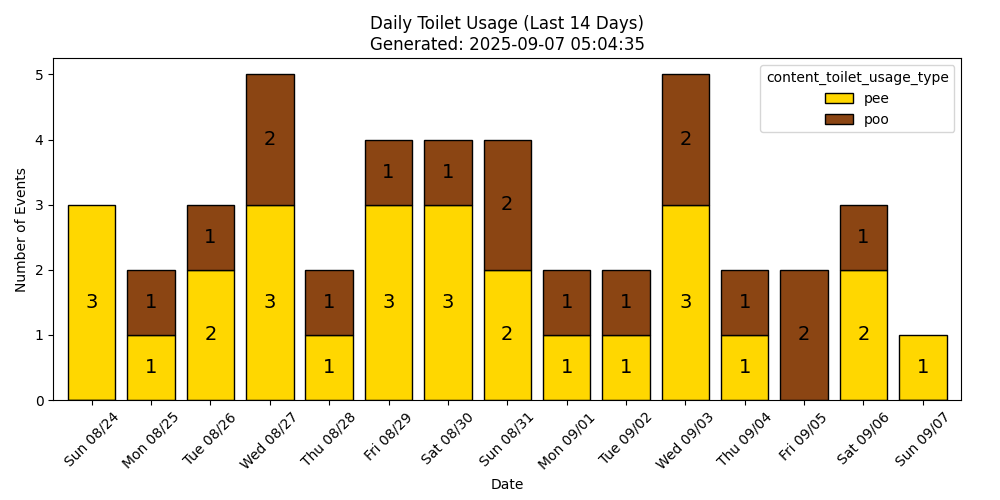 Daily Toilet Usage (Last 14 Days)
Generated: 2025-09-07 05:04:35
content_toilet_usage_type
pee
poo
Number of Events
5
4
3
2
1
0
3
1
1
2
1
3
2
1
1
3
1
3
1
2
2
1
1
1
1
3
2
1
1
2
2
1
1
Sun 08/24
Mon 08/25
Tue 08/26
Wed 08/27
Thu 08/28
Fri 08/29
Sat 08/30
Sun 08/31
Mon 09/01
Tue 09/02
Wed 09/03
Thu 09/04
Fri 09/05
Sat 09/06
Sun 09/07
Date